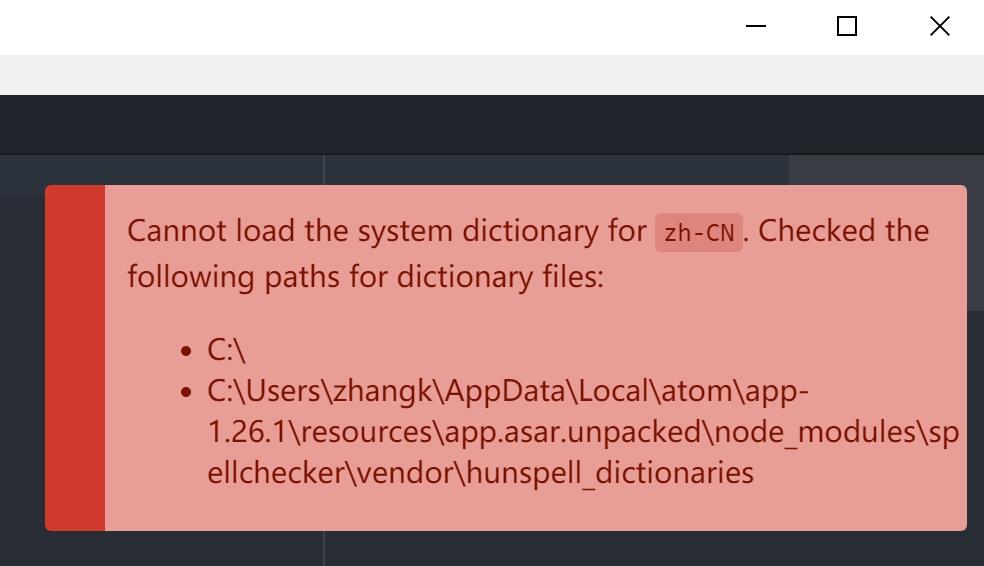 Cannot load the system dictionary for zh-CN. Checked the
following paths for dictionary files:
• C:\
• C:\Users\zhangk\AppData\Local\atom\app-
1.26.1\resources\app.asar.unpacked\node_modules\sp
ellchecker\vendor\hunspell_dictionaries